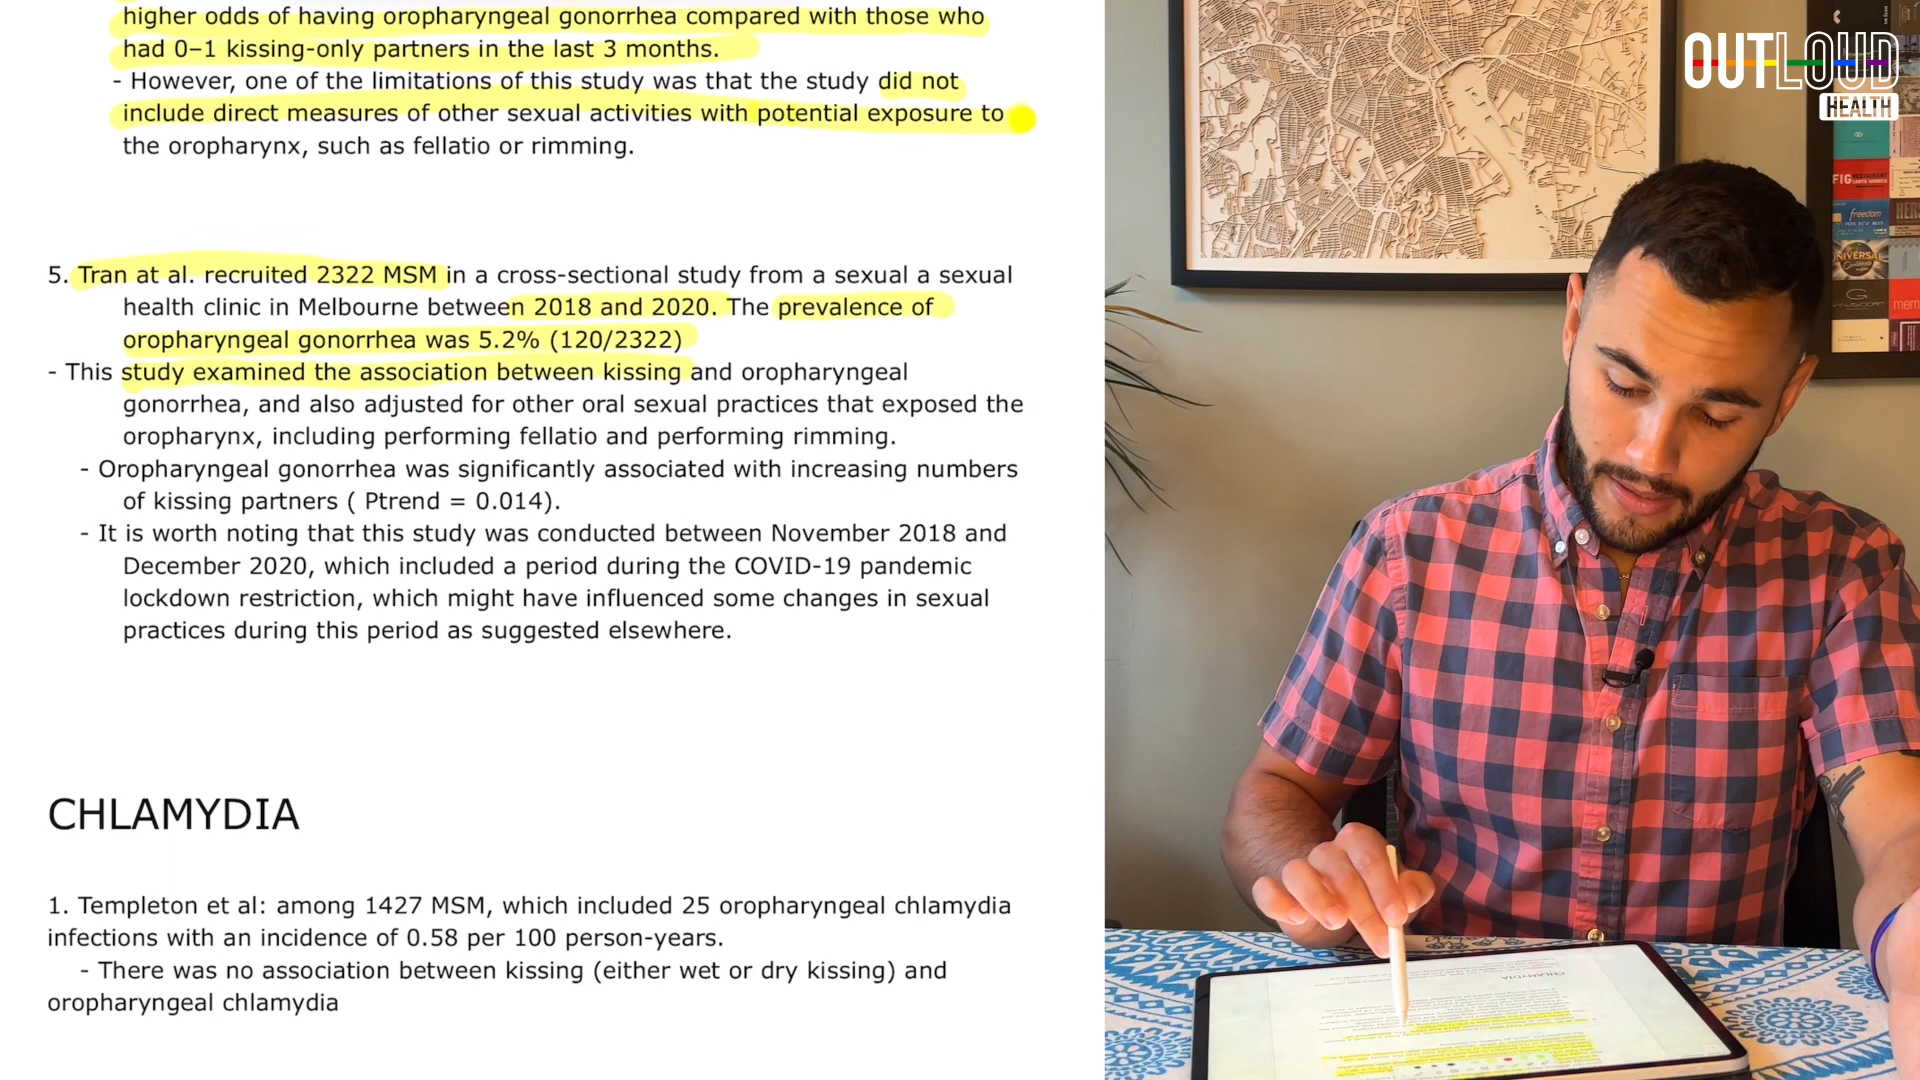 higher odds of having oropharyngeal gonorrhea compared with those who
had 0–1 kissing-only partners in the last 3 months.
- However, one of the limitations of this study was that the study did not
include direct measures of other sexual activities with potential exposure to
the oropharynx, such as fellatio or rimming.
5. Tran at al. recruited 2322 MSM in a cross-sectional study from a sexual a sexual
health clinic in Melbourne between 2018 and 2020. The prevalence of
oropharyngeal gonorrhea was 5.2% (120/2322)
- This study examined the association between kissing and oropharyngeal
gonorrhea, and also adjusted for other oral sexual practices that exposed the
oropharynx, including performing fellatio and performing rimming.
- Oropharyngeal gonorrhea was significantly associated with increasing numbers
of kissing partners ( Ptrend = 0.014).
- It is worth noting that this study was conducted between November 2018 and
December 2020, which included a period during the COVID-19 pandemic
lockdown restriction, which might have influenced some changes in sexual
practices during this period as suggested elsewhere.
CHLAMYDIA
1. Templeton et al: among 1427 MSM, which included 25 oropharyngeal chlamydia
infections with an incidence of 0.58 per 100 person-years.
- There was no association between kissing (either wet or dry kissing) and
oropharyngeal chlamydia
OUTLOUD
HEALTH
FIG
freedom
CHLAMYDIA